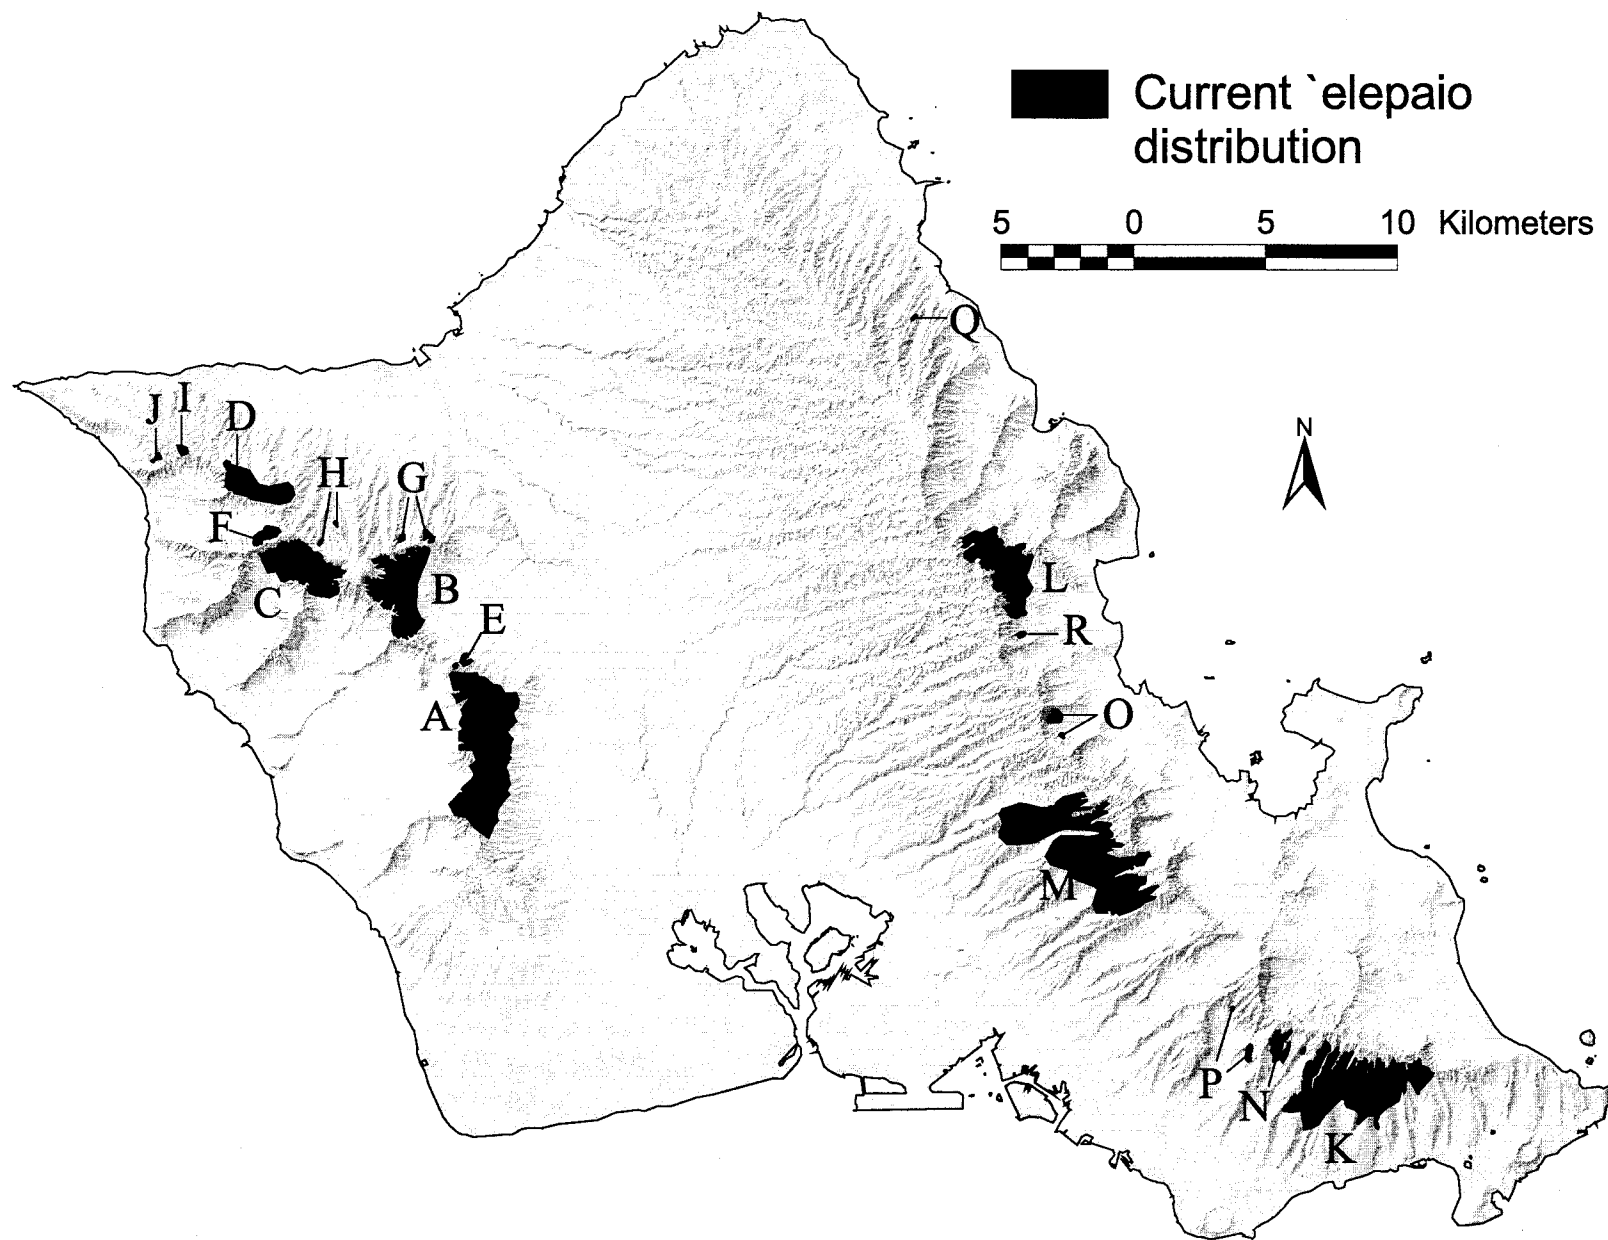 Current `elepaio
distribution
5 0 5 10 Kilometers
Q
N
J I D
H G
F
C B L
E R
A O
M
P N
K